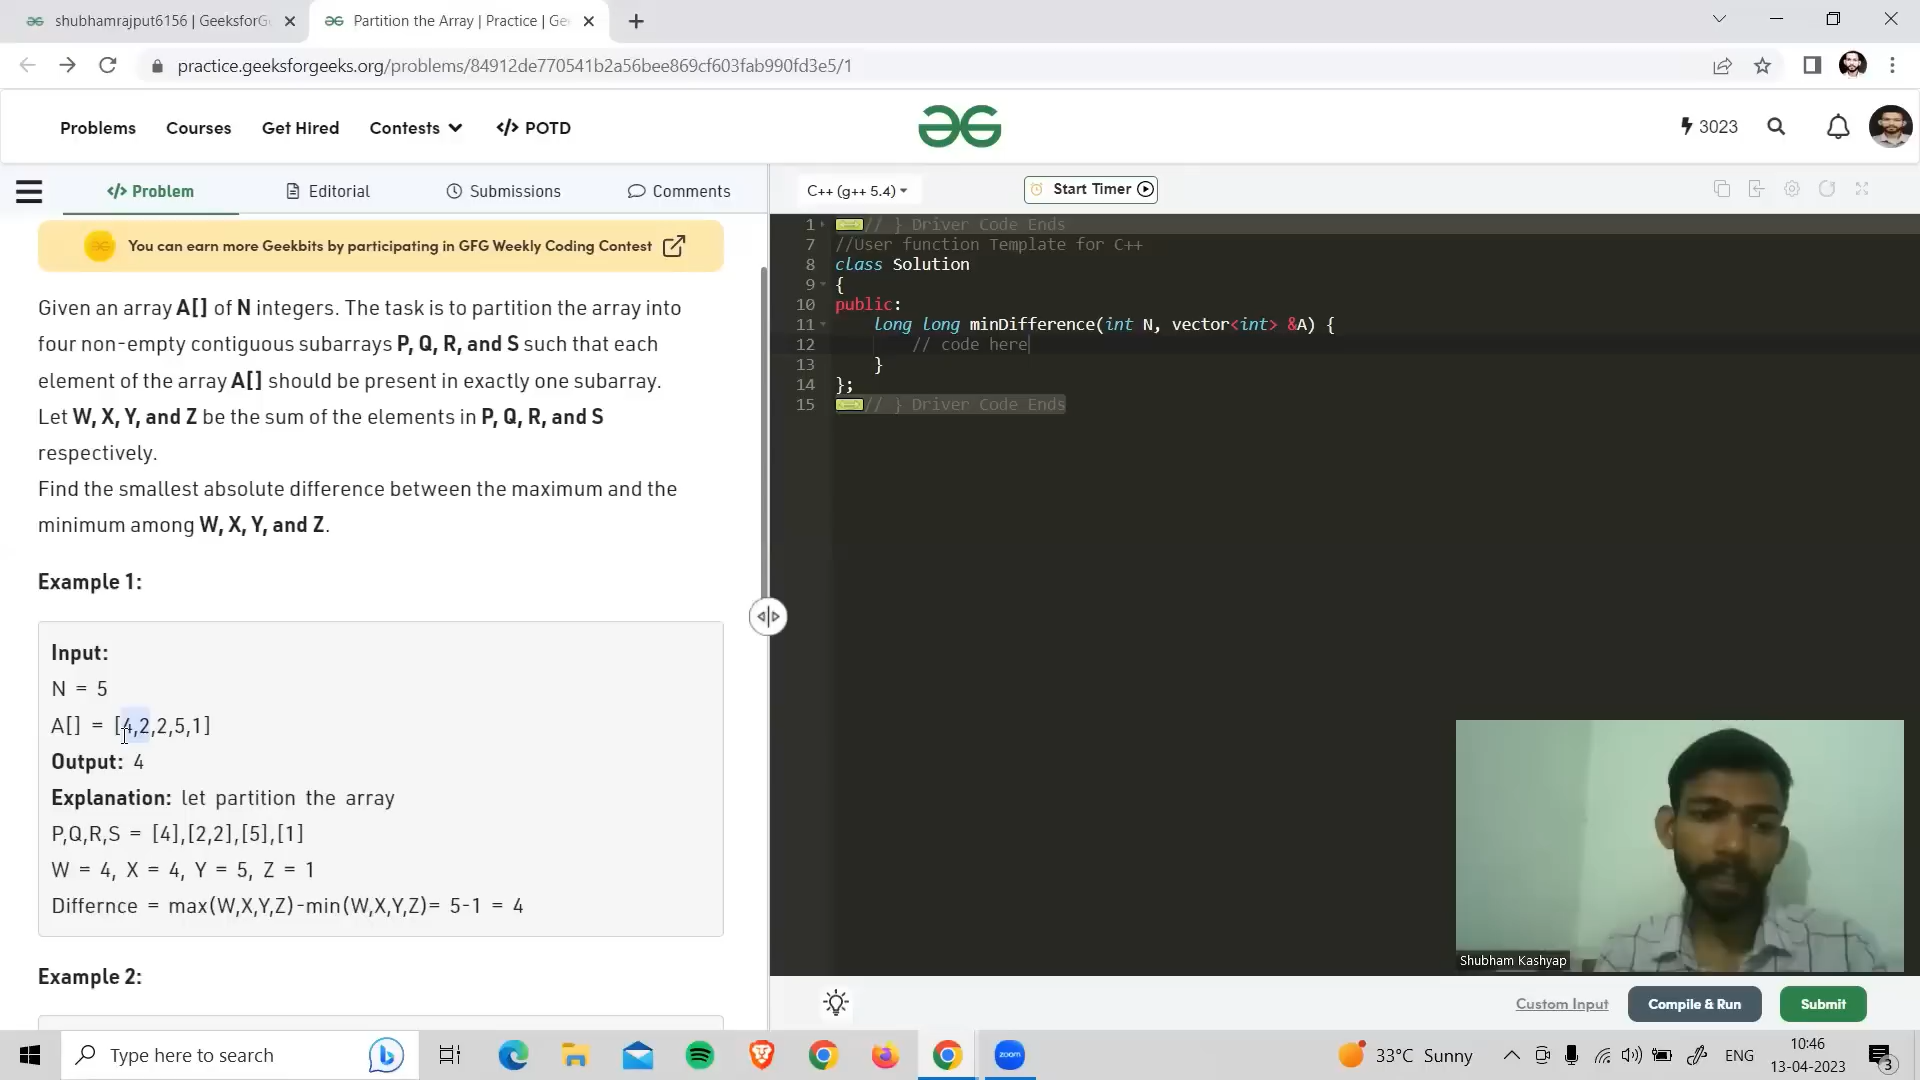 shubhamrajput6156 | GeeksforGe
Partition the Array | Practice | Ge
practice.geeksforgeeks.org/problems/84912de770541b2a56bee869cf603fab990fd3e5/1
Problems
Courses
Get Hired
Contests
</> POTD
3023
</> Problem
Editorial
Submissions
Comments
C++ (g++ 5.4)
Start Timer
You can earn more Geekbits by participating in GFG Weekly Coding Contest
Given an array A[] of N integers. The task is to partition the array into
four non-empty contiguous subarrays P, Q, R, and S such that each
element of the array A[] should be present in exactly one subarray.
Let W, X, Y, and Z be the sum of the elements in P, Q, R, and S
respectively.
Find the smallest absolute difference between the maximum and the
minimum among W, X, Y, and Z.
Example 1:
Input:
N = 5
A[] = [4,2,2,5,1]
Output: 4
Explanation: let partition the array
P,Q,R,S = [4],[2,2],[5],[1]
W = 4, X = 4, Y = 5, Z = 1
Differnce = max(W,X,Y,Z)-min(W,X,Y,Z)= 5-1 = 4
Example 2:
1 // } Driver Code Ends
7 //User function Template for C++
8 class Solution
9 {
10 public:
11 long long minDifference(int N, vector<int> &A) {
12 // code here
13 }
14 };
15 // } Driver Code Ends
Shubham Kashyap
Custom Input
Compile & Run
Submit
Type here to search
zoom
33°C Sunny
ENG
10:46
13-04-2023
3